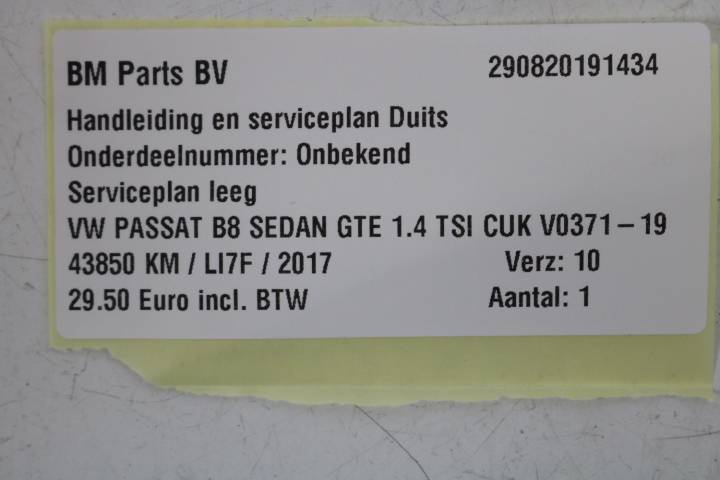 BM Parts BV 290820191434
Handleiding en serviceplan Duits
Onderdeelnummer: Onbekend
Serviceplan leeg
VW PASSAT B8 SEDAN GTE 1.4 TSI CUK V0371-19
43850 KM / LI7F / 2017 Verz: 10
29.50 Euro incl. BTW Aantal: 1